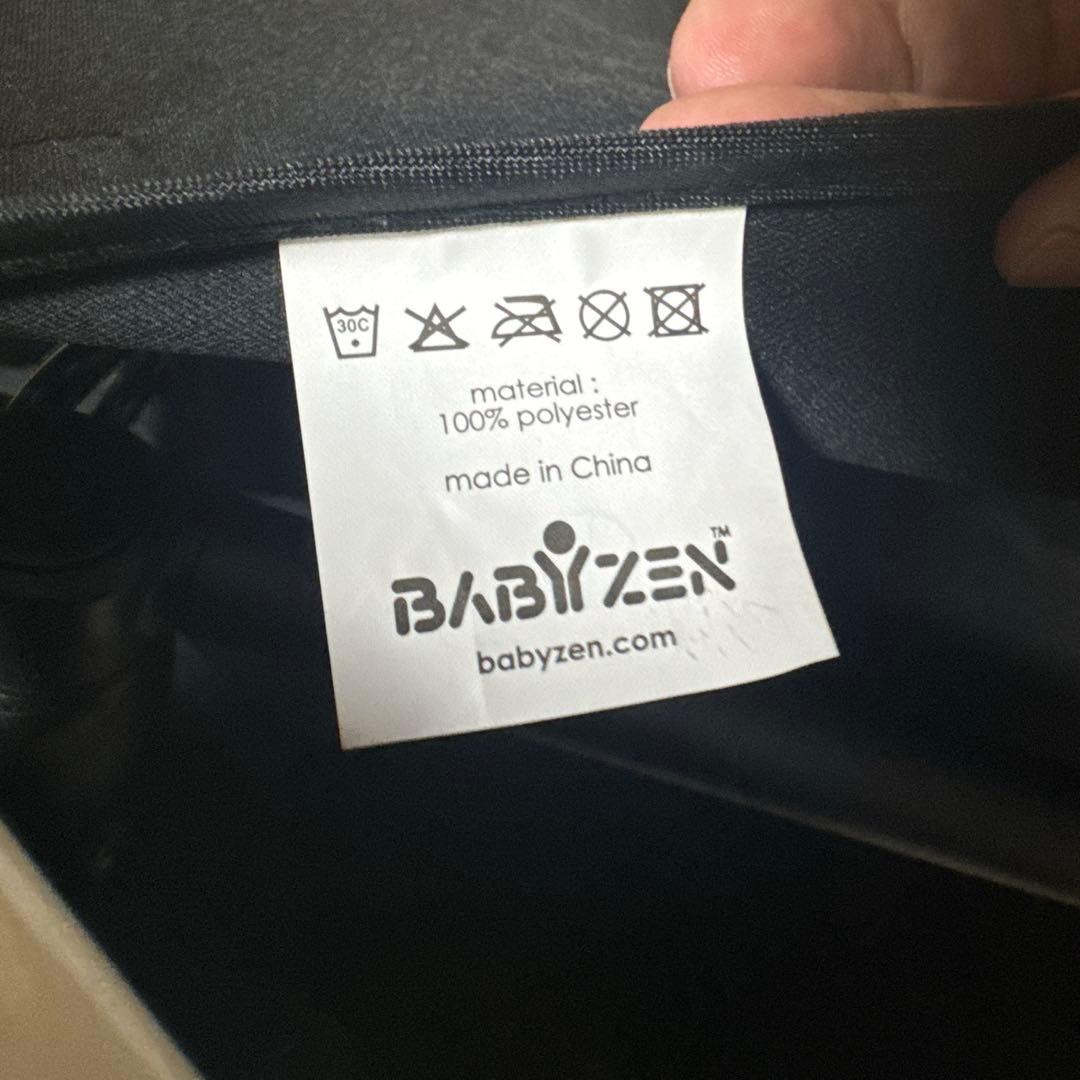 30C
material :
100% polyester
made in China
BABYZEN™
babyzen.com